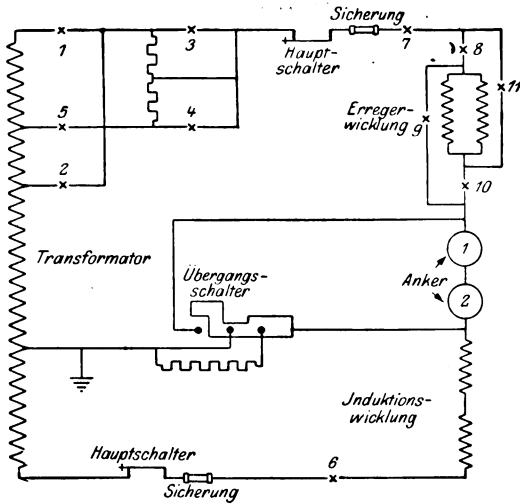 Sicherung
1
3
7
8
Haupt-
schalter
11
5
4
Erreger-
wicklung 9
2
10
Transformator
Übergangs-
schalter
1
Anker
2
Jnduktions-
wicklung
Hauptschalter
6
Sicherung